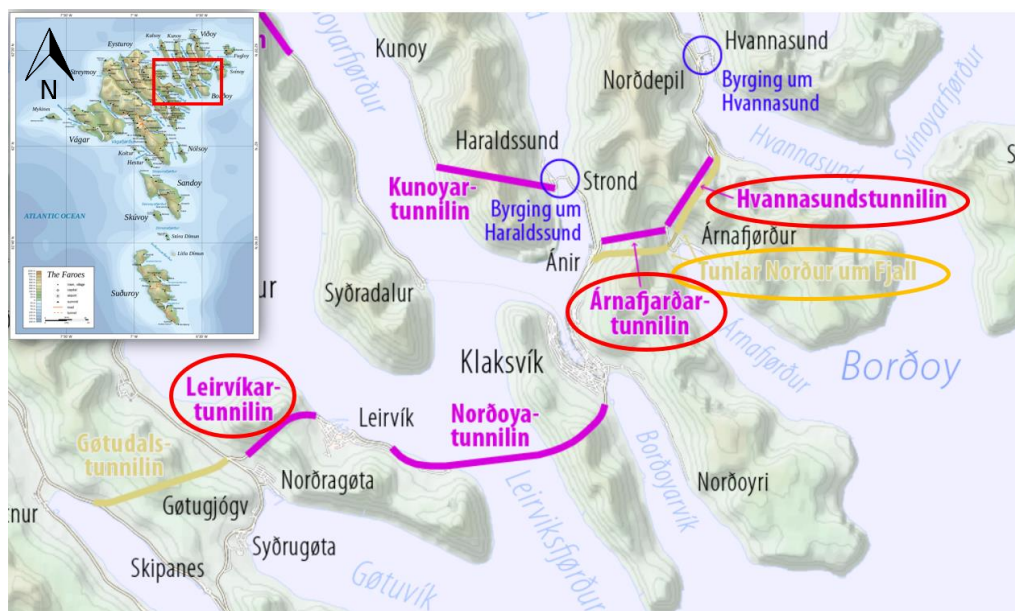 N
Eysturoy
Kalsoy
Kunoy
Viðoy
Fugloy
Svínoy
Borðoy
Streymoy
Mykines
Vágar
Koltur
Hestur
Nólsoy
Sandoy
Skúvoy
ATLANTIC OCEAN
Stóra Dímun
Lítla Dímun
Suðuroy
The Faroes
Kunoy
Hvannasund
Norðdepil
Byrging um
Hvannasund
Hvannasund
Svínoyarfjørður
Haraldssund
Kunoyar-
tunnilin
Strond
Byrging um
Haraldssund
Hvannasundstunnilin
Árnafjørður
Ánir
Tunlar Norður um Fjall
Syðradalur
Árnafjarðar-
tunnilin
Árnafjørður
Borðoy
Klaksvík
Leirvíkar-
tunnilin
Leirvík
Norðoya-
tunnilin
Gøtudals-
tunnilin
Norðragøta
Gøtugjógv
Leirvíksfjørður
Borðoyarvík
Norðoyri
Syðrugøta
Skipanes
Gøtuvík